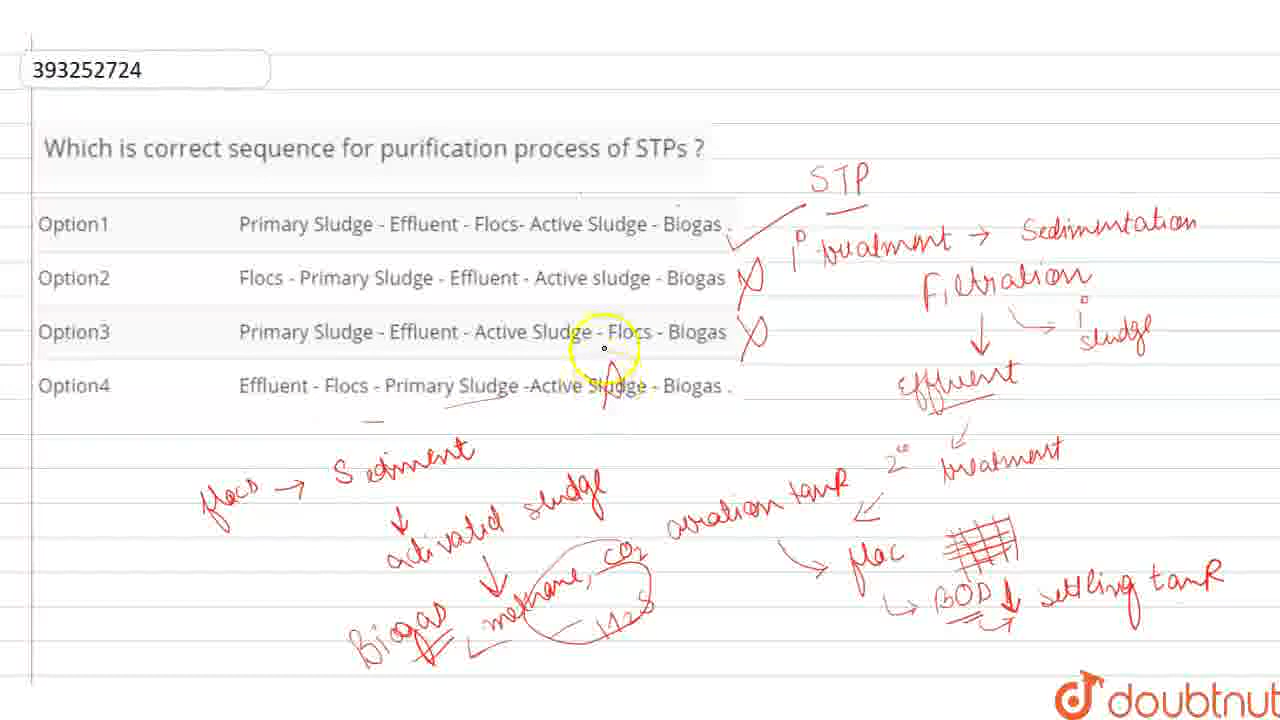 393252724
Which is correct sequence for purification process of STPs ?
Option1 Primary Sludge - Effluent - Flocs- Active Sludge - Biogas .
Option2 Flocs - Primary Sludge - Effluent - Active sludge - Biogas
Option3 Primary Sludge - Effluent - Active Sludge - Flocs - Biogas
Option4 Effluent - Flocs - Primary Sludge -Active Sludge - Biogas .
STP
1° treatment → Sedimentation
Filtration
1° sludge
Effluent
2° treatment
aration tank
floc
BOD ↓ settling tank
flocs → Sediment
activated sludge
methane, CO2
H2S
Biogas
doubtnut